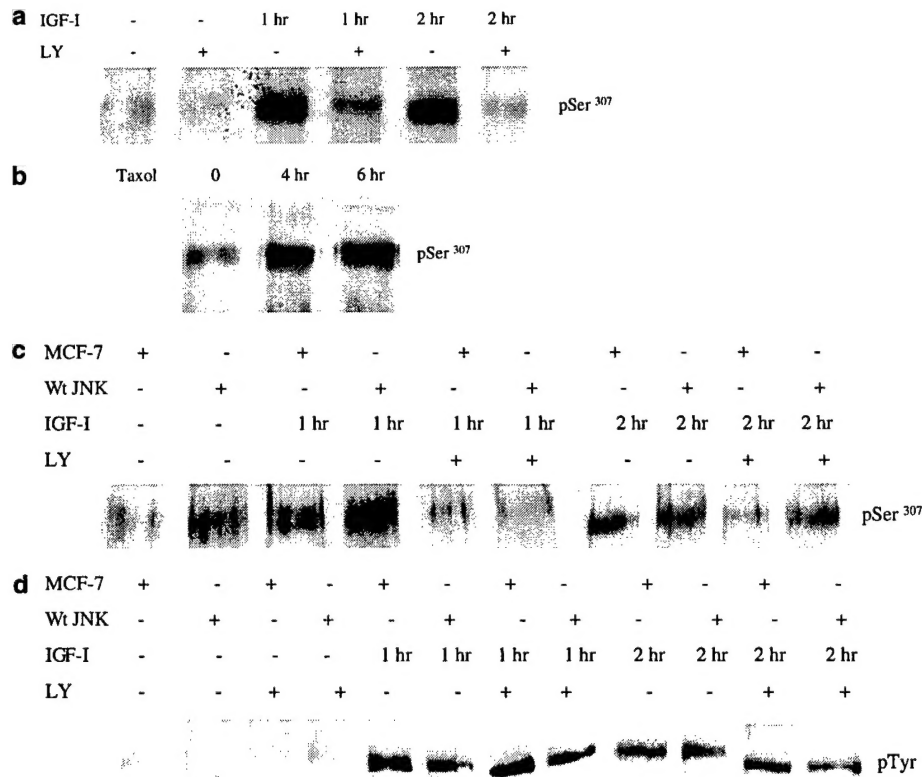 a IGF-I - - 1 hr 1 hr 2 hr 2 hr
LY - + - + - +
pSer 307
b Taxol 0 4 hr 6 hr
pSer 307
c MCF-7 + - + - + - + - + -
Wt JNK - + - + - + - + - +
IGF-I - - 1 hr 1 hr 1 hr 1 hr 2 hr 2 hr 2 hr 2 hr
LY - - - - + + - - + +
pSer 307
d MCF-7 + - + - + - + - + - + -
Wt JNK - + - + - + - + - + - +
IGF-I - - - - 1 hr 1 hr 1 hr 1 hr 2 hr 2 hr 2 hr 2 hr
LY - - + + - - + + - - + +
pTyr